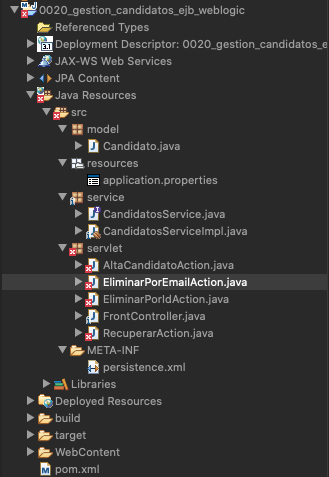 0020_gestion_candidatos_ejb_weblogic
Referenced Types
Deployment Descriptor: 0020_gestion_candidatos_e
JAX-WS Web Services
JPA Content
Java Resources
src
model
Candidato.java
resources
application.properties
service
CandidatosService.java
CandidatosServiceImpl.java
servlet
AltaCandidatoAction.java
EliminarPorEmailAction.java
EliminarPorIdAction.java
FrontController.java
RecuperarAction.java
META-INF
persistence.xml
Libraries
Deployed Resources
build
target
WebContent
pom.xml